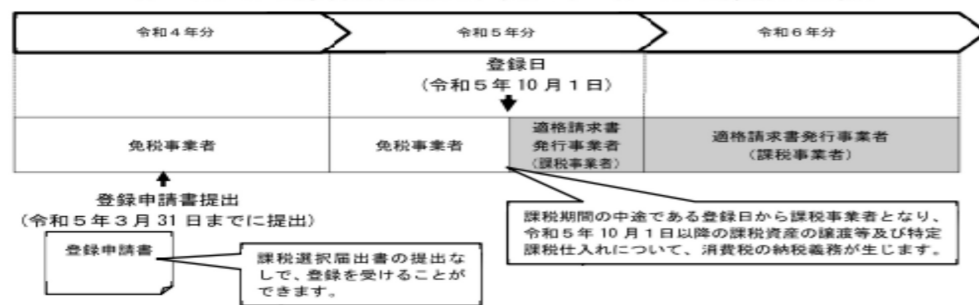 令和4年分
令和5年分
令和6年分
登録日
(令和5年10月1日)
免税事業者
免税事業者
適格請求書
発行事業者
(課税事業者)
適格請求書発行事業者
(課税事業者)
登録申請書提出
(令和5年3月31日までに提出)
登録申請書
課税選択届出書の提出な
しで、登録を受けることが
できます。
課税期間の中途である登録日から課税事業者となり、
令和5年10月1日以降の課税資産の譲渡等及び特定
課税仕入れについて、消費税の納税義務が生じます。